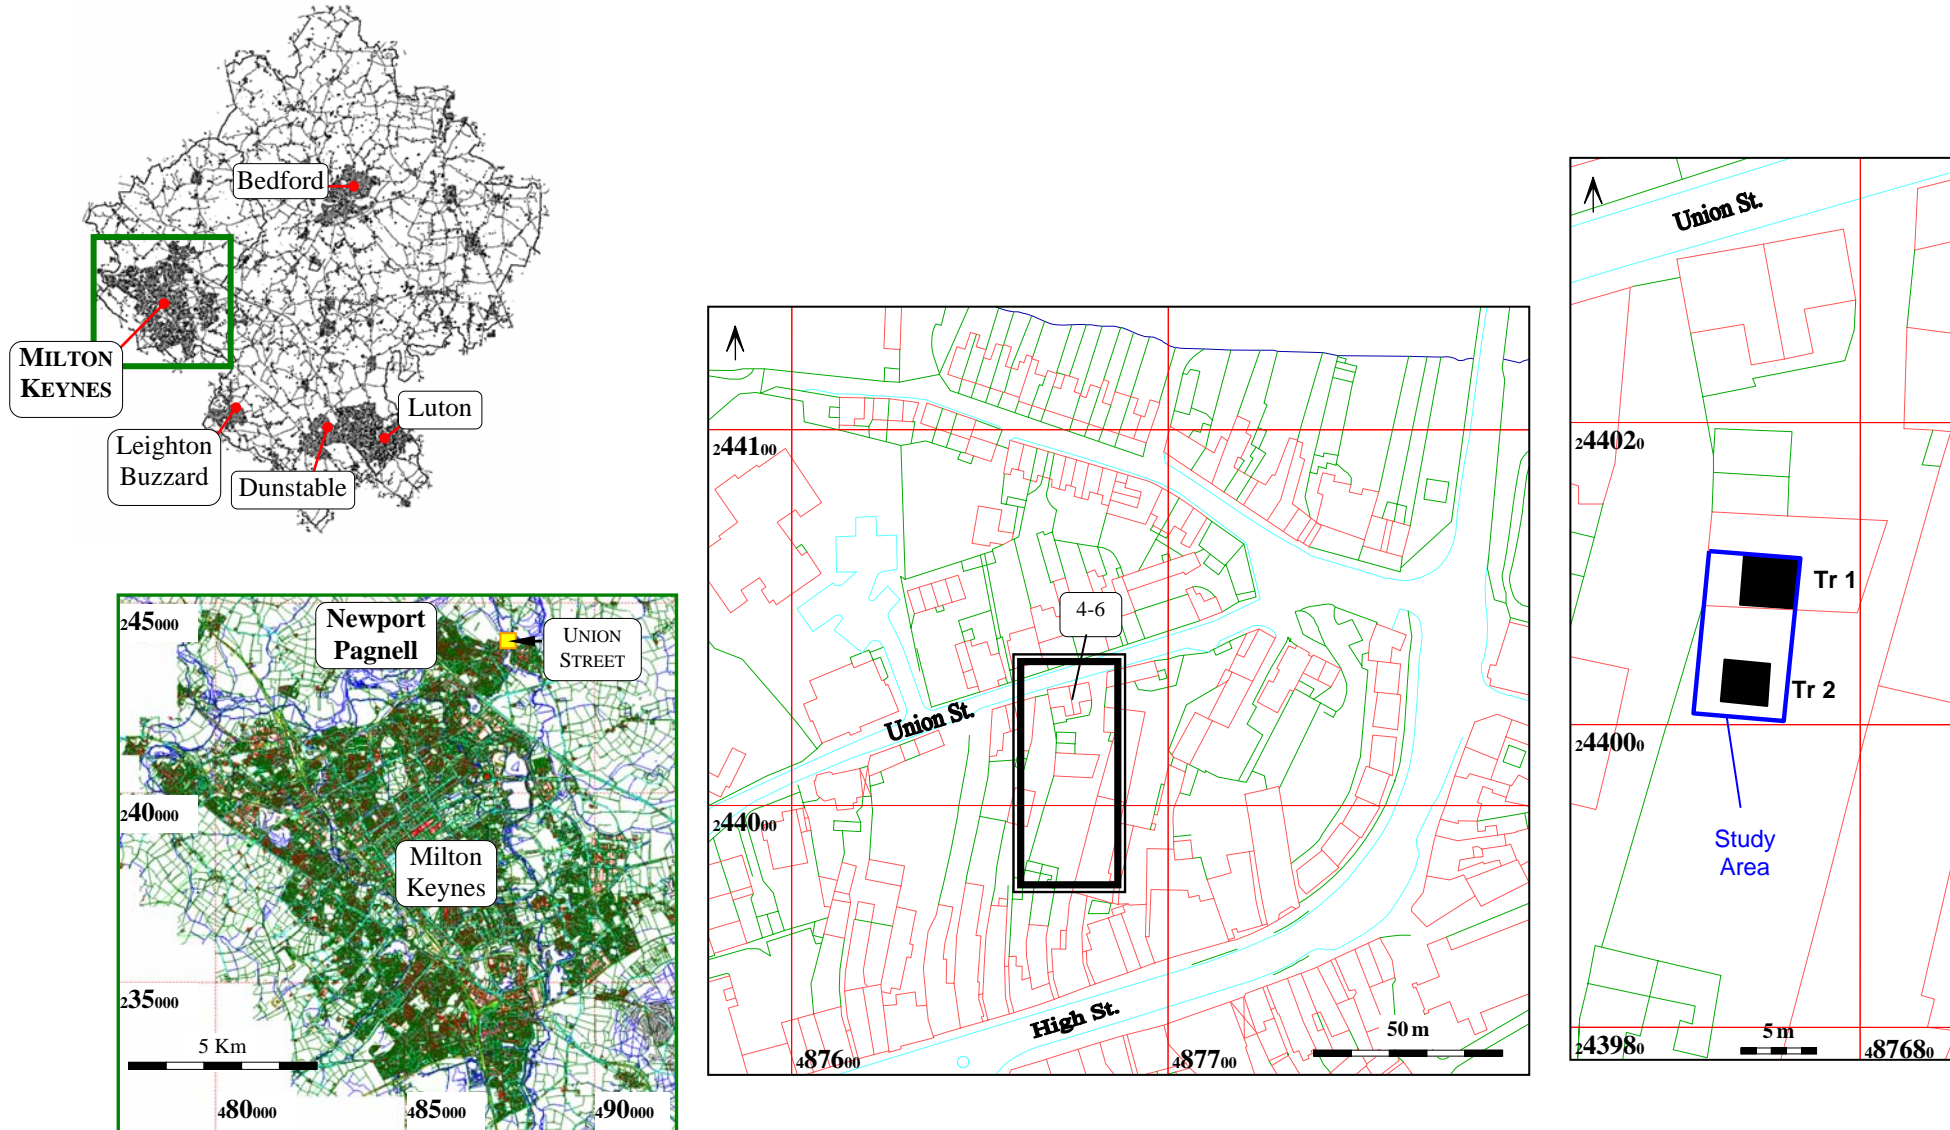 Bedford
MILTON
KEYNES
Leighton
Buzzard
Dunstable
Luton
245000
240000
235000
Newport
Pagnell
UNION
STREET
Milton
Keynes
5 Km
480000
485000
490000
244100
244000
4-6
Union St.
High St.
50 m
487600
487700
Union St.
244020
Tr 1
Tr 2
244000
Study
Area
243980
5 m
487680